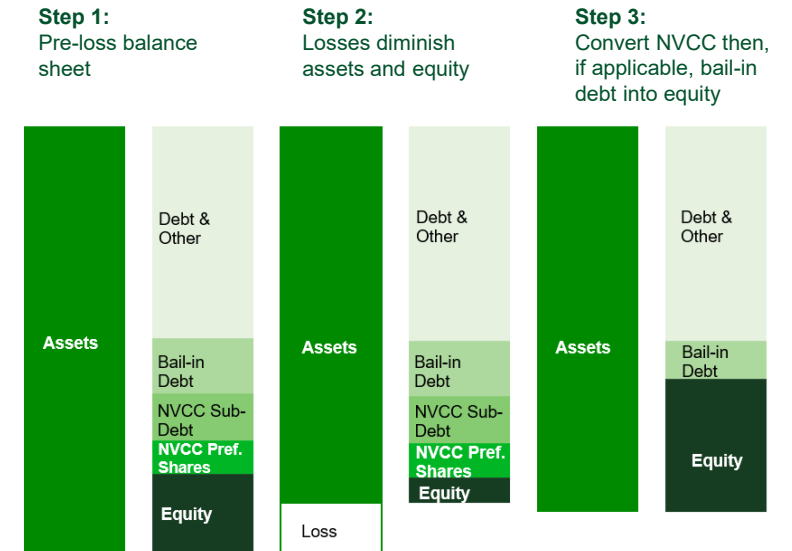 Step 1:
Pre-loss balance
sheet
Step 2:
Losses diminish
assets and equity
Step 3:
Convert NVCC then,
if applicable, bail-in
debt into equity
Assets
Debt &
Other
Bail-in
Debt
NVCC Sub-
Debt
NVCC Pref.
Shares
Equity
Assets
Loss
Debt &
Other
Bail-in
Debt
NVCC Sub-
Debt
NVCC Pref.
Shares
Equity
Assets
Debt &
Other
Bail-in
Debt
Equity